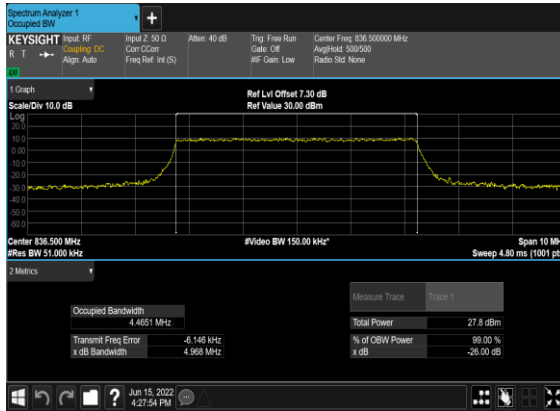 Spectrum Analyzer 1
Occupied BW
+
KEYSIGHT Input: RF Input Z: 50 Ω Atten: 40 dB Trig: Free Run Center Freq: 836.500000 MHz
R T Coupling: DC Corr CCorr Gate: Off Avg|Hold: 500/500
Align: Auto Freq Ref: Int (S) #IF Gain: Low Radio Std: None
LXI
1 Graph
Ref Lvl Offset 7.30 dB
Scale/Div 10.0 dB Ref Value 30.00 dBm
Log
20.0
10.0
0.00
-10.0
-20.0
-30.0
-40.0
-50.0
-60.0
Center 836.500 MHz #Video BW 150.00 kHz* Span 10 MH
#Res BW 51.000 kHz Sweep 4.80 ms (1001 pt
2 Metrics
Measure Trace Trace 1
Occupied Bandwidth
4.4651 MHz Total Power 27.8 dBm
Transmit Freq Error -6.146 kHz % of OBW Power 99.00 %
x dB Bandwidth 4.968 MHz x dB -26.00 dB
? Jun 15, 2022
4:27:54 PM